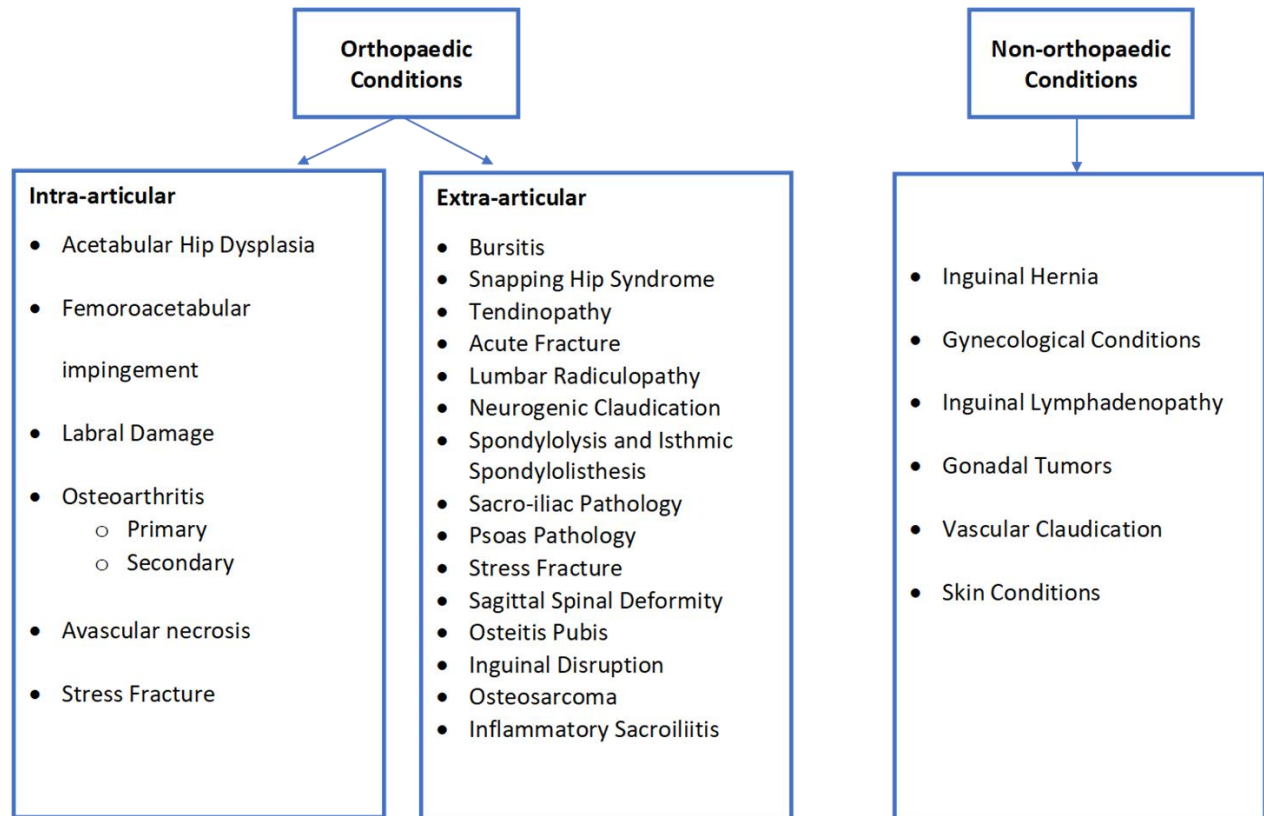 Orthopaedic
Conditions
Non-orthopaedic
Conditions
Intra-articular
• Acetabular Hip Dysplasia
• Femoroacetabular
impingement
• Labral Damage
• Osteoarthritis
o Primary
o Secondary
• Avascular necrosis
• Stress Fracture
Extra-articular
• Bursitis
• Snapping Hip Syndrome
• Tendinopathy
• Acute Fracture
• Lumbar Radiculopathy
• Neurogenic Claudication
• Spondylolysis and Isthmic
Spondylolisthesis
• Sacro-iliac Pathology
• Psoas Pathology
• Stress Fracture
• Sagittal Spinal Deformity
• Osteitis Pubis
• Inguinal Disruption
• Osteosarcoma
• Inflammatory Sacroiliitis
• Inguinal Hernia
• Gynecological Conditions
• Inguinal Lymphadenopathy
• Gonadal Tumors
• Vascular Claudication
• Skin Conditions